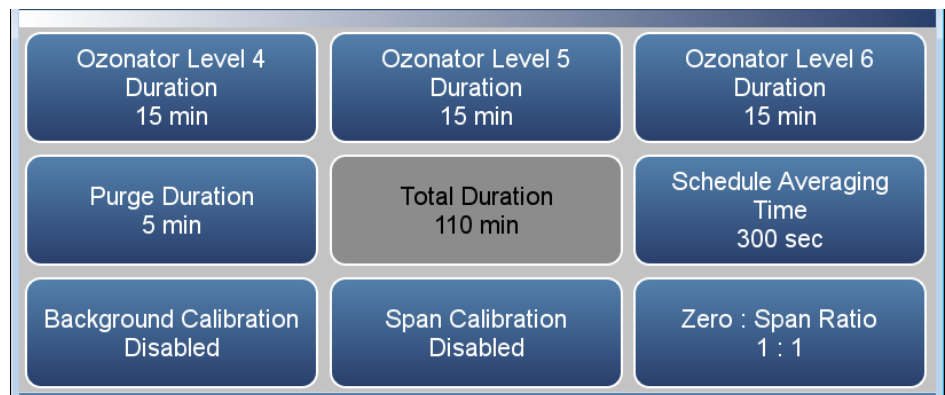 Ozonator Level 4
Duration
15 min
Ozonator Level 5
Duration
15 min
Ozonator Level 6
Duration
15 min
Purge Duration
5 min
Total Duration
110 min
Schedule Averaging
Time
300 sec
Background Calibration
Disabled
Span Calibration
Disabled
Zero : Span Ratio
1 : 1